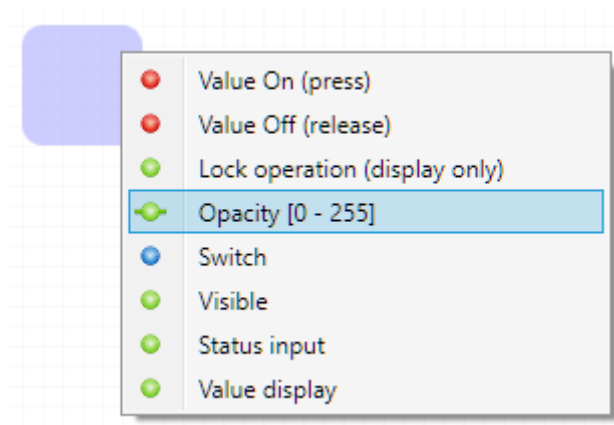 Value On (press)
Value Off (release)
Lock operation (display only)
Opacity [0 - 255]
Switch
Visible
Status input
Value display